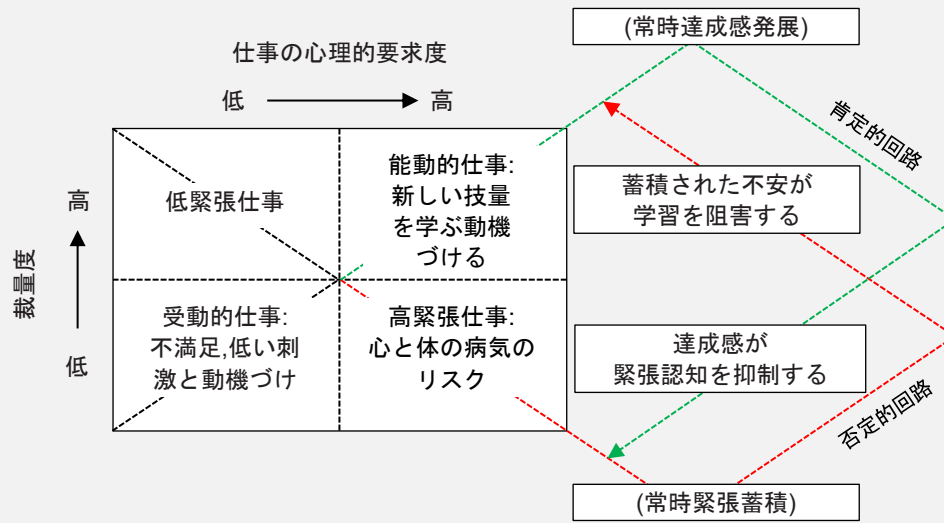 (常時達成感発展)
仕事の心理的要求度
低
高
肯定的回路
能動的仕事:
新しい技量
を学ぶ動機
づける
低緊張仕事
蓄積された不安が
学習を阻害する
高
裁量度
低
受動的仕事:
不満足,低い刺
激と動機づけ
高緊張仕事:
心と体の病気の
リスク
達成感が
緊張認知を抑制する
否定的回路
(常時緊張蓄積)